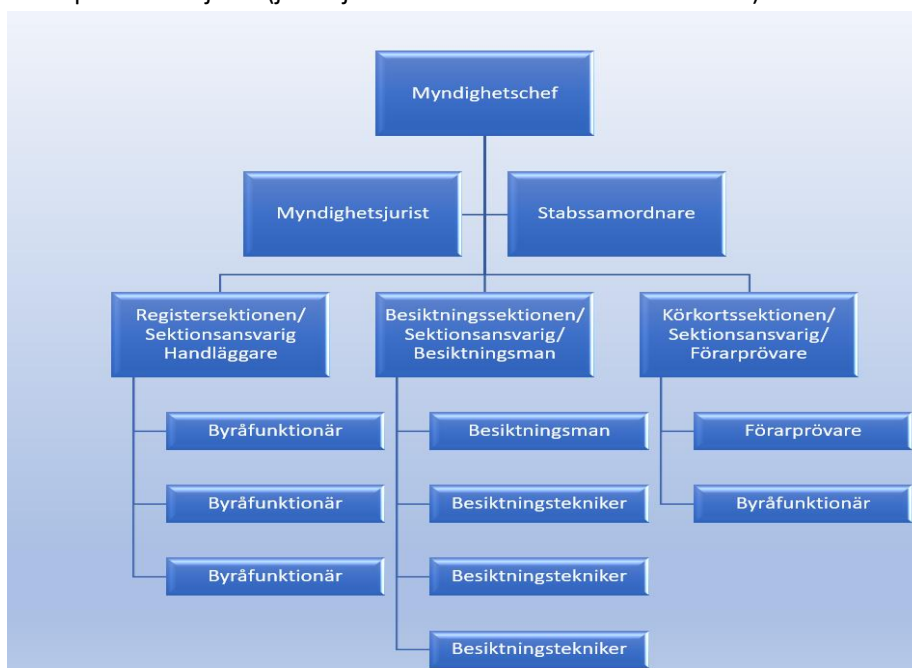 Myndighetschef
Myndighetsjurist
Stabssamordnare
Registersektionen/
Sektionsansvarig
Handläggare
Besiktningssektionen/
Sektionsansvarig/
Besiktningsman
Körkortssektionen/
Sektionsansvarig/
Förarprövare
Byråfunktionär
Besiktningsman
Förarprövare
Byråfunktionär
Besiktningstekniker
Byråfunktionär
Byråfunktionär
Besiktningstekniker
Besiktningstekniker